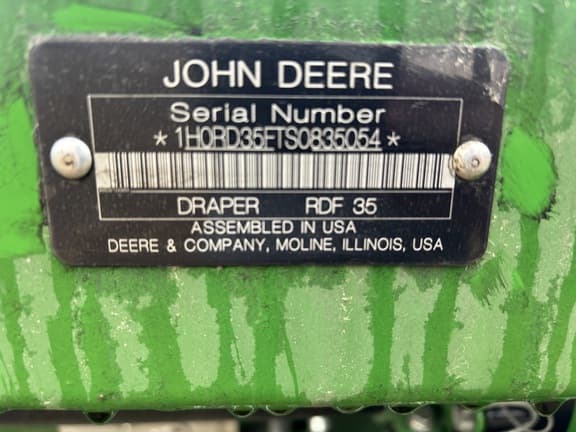 JOHN DEERE
Serial Number
*1H0RD35FTS0835054*
DRAPER RDF 35
ASSEMBLED IN USA
DEERE & COMPANY, MOLINE, ILLINOIS, USA